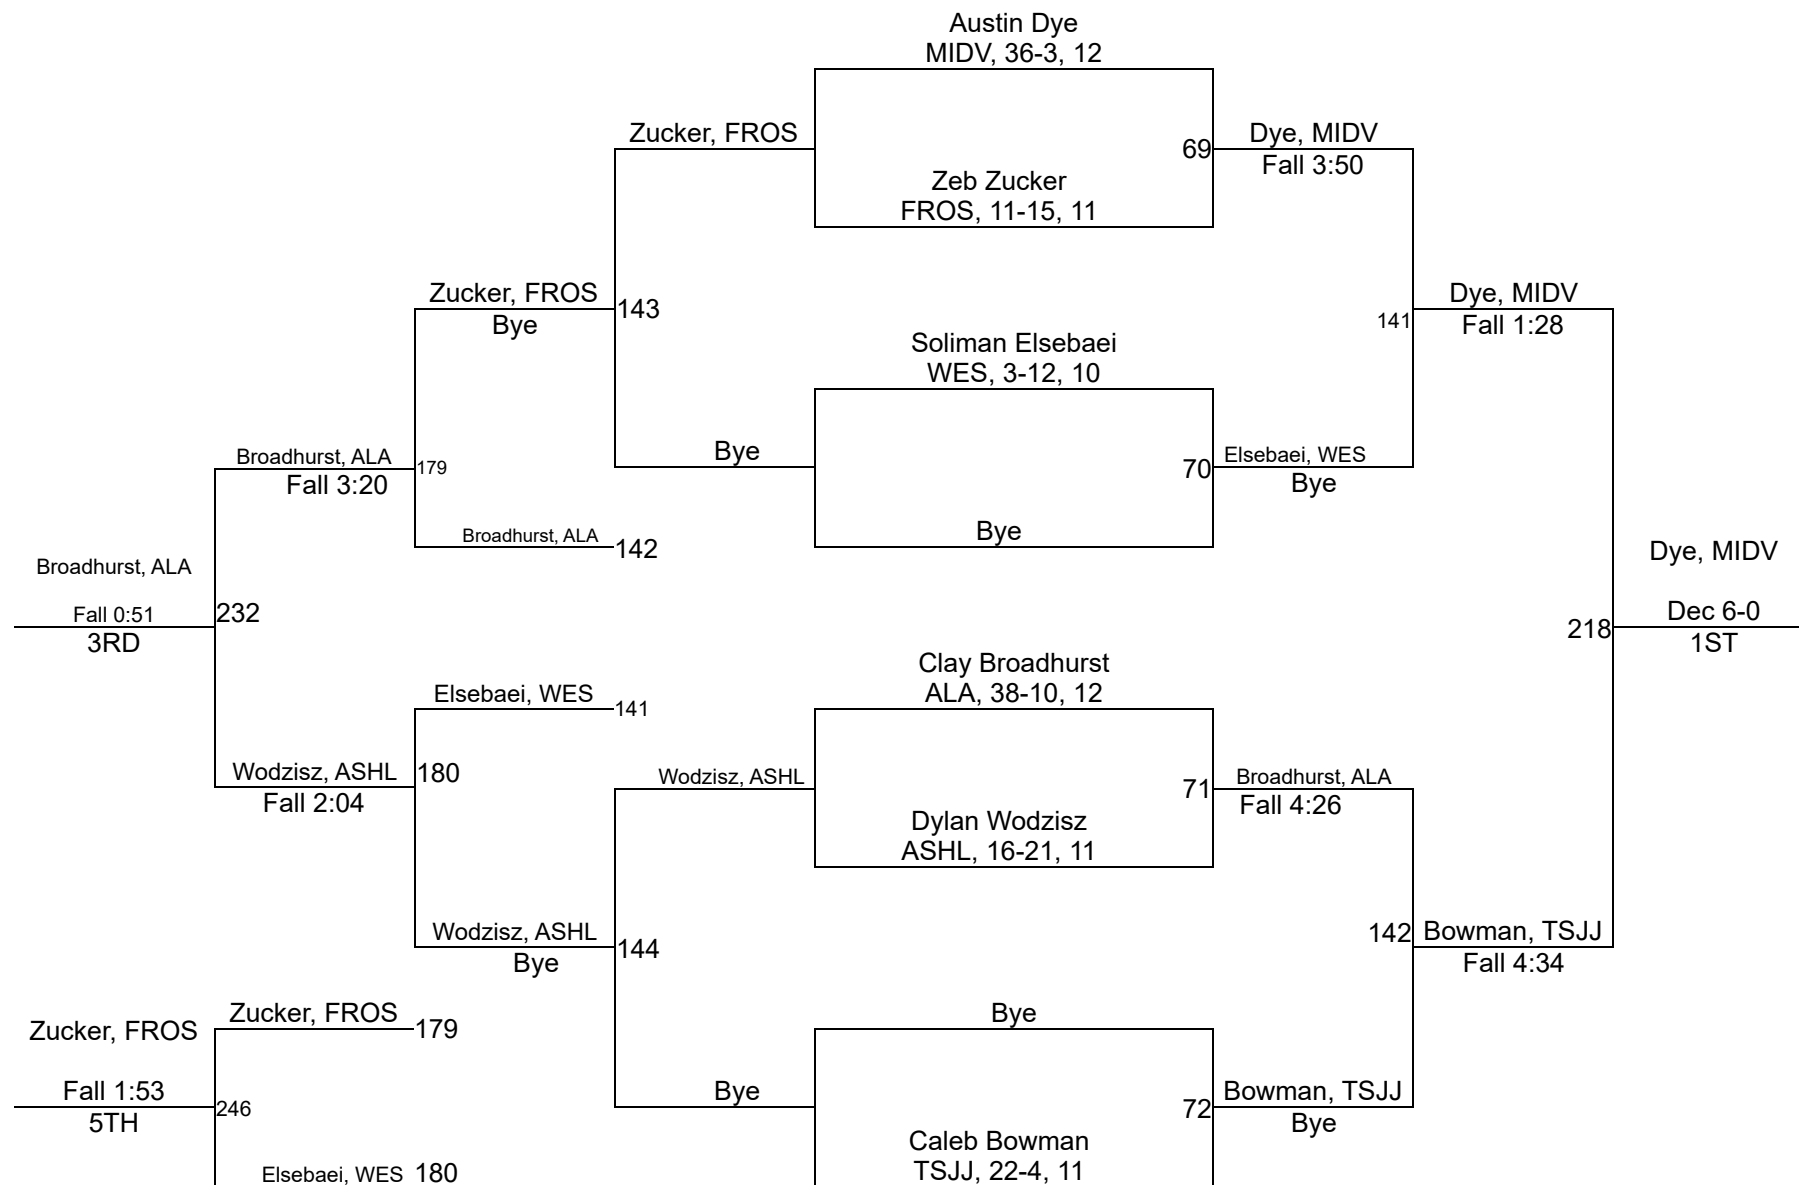 Austin Dye
MIDV, 36-3, 12
Zucker, FROS
69
Dye, MIDV
Fall 3:50
Zeb Zucker
FROS, 11-15, 11
Zucker, FROS
Bye
143
Dye, MIDV
Fall 1:28
141
Soliman Elsebaei
WES, 3-12, 10
Broadhurst, ALA
Fall 3:20
179
Bye
70
Elsebaei, WES
Bye
Bye
Broadhurst, ALA
142
Broadhurst, ALA
Fall 0:51
3RD
232
Dye, MIDV
Dec 6-0
1ST
218
Clay Broadhurst
ALA, 38-10, 12
Elsebaei, WES
141
Wodzisz, ASHL
Fall 2:04
180
Wodzisz, ASHL
71
Broadhurst, ALA
Fall 4:26
Dylan Wodzisz
ASHL, 16-21, 11
Wodzisz, ASHL
Bye
144
142
Bowman, TSJJ
Fall 4:34
Zucker, FROS
179
Bye
Zucker, FROS
Fall 1:53
5TH
246
Bye
72
Bowman, TSJJ
Bye
Caleb Bowman
TSJJ, 22-4, 11
Elsebaei, WES
180